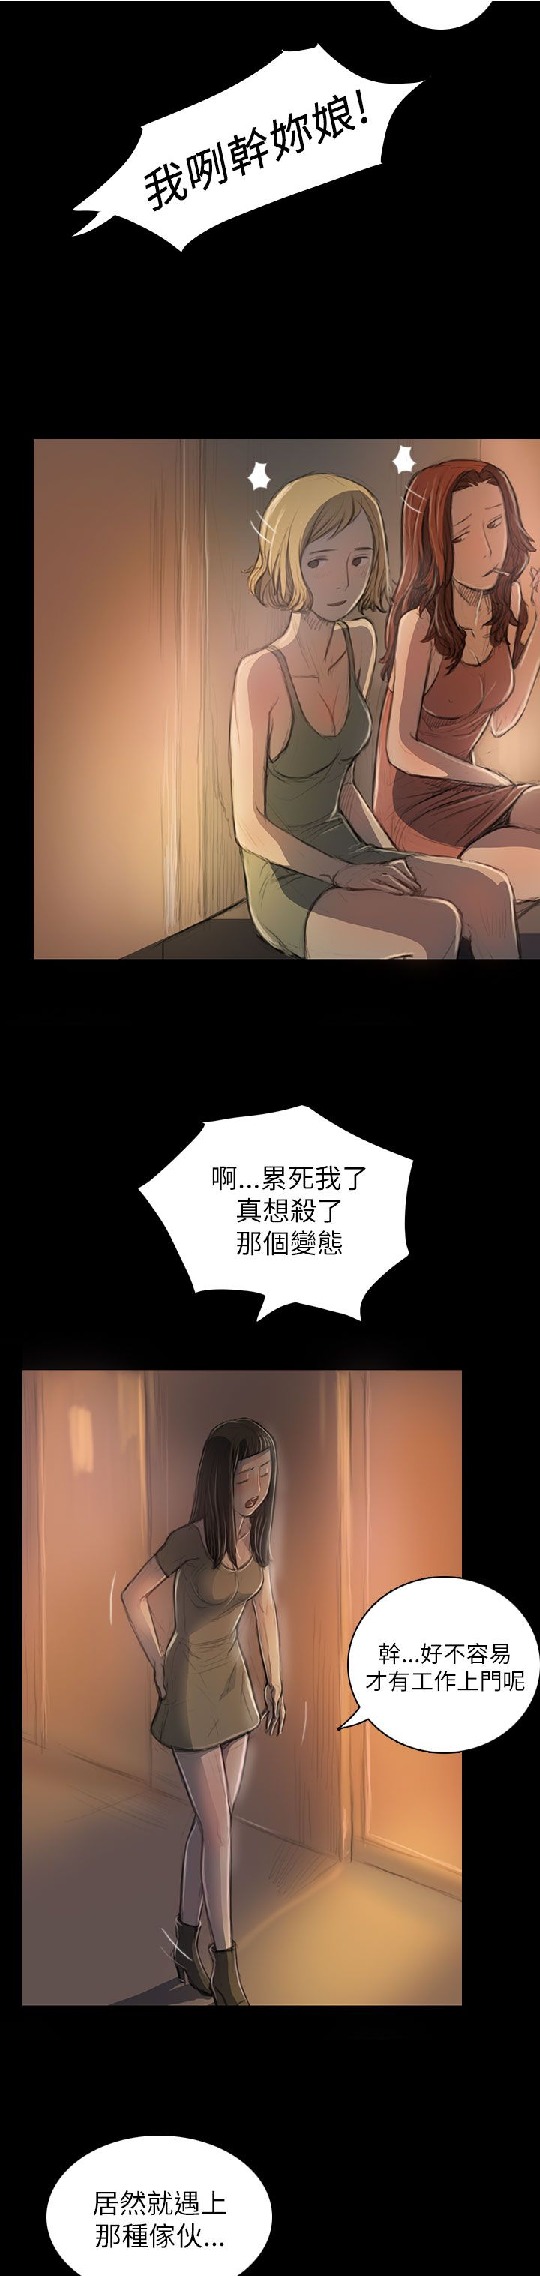 我咧幹妳娘!
啊...累死我了
真想殺了
那個變態
幹...好不容易
才有工作上門呢
居然就遇上
那種傢伙...